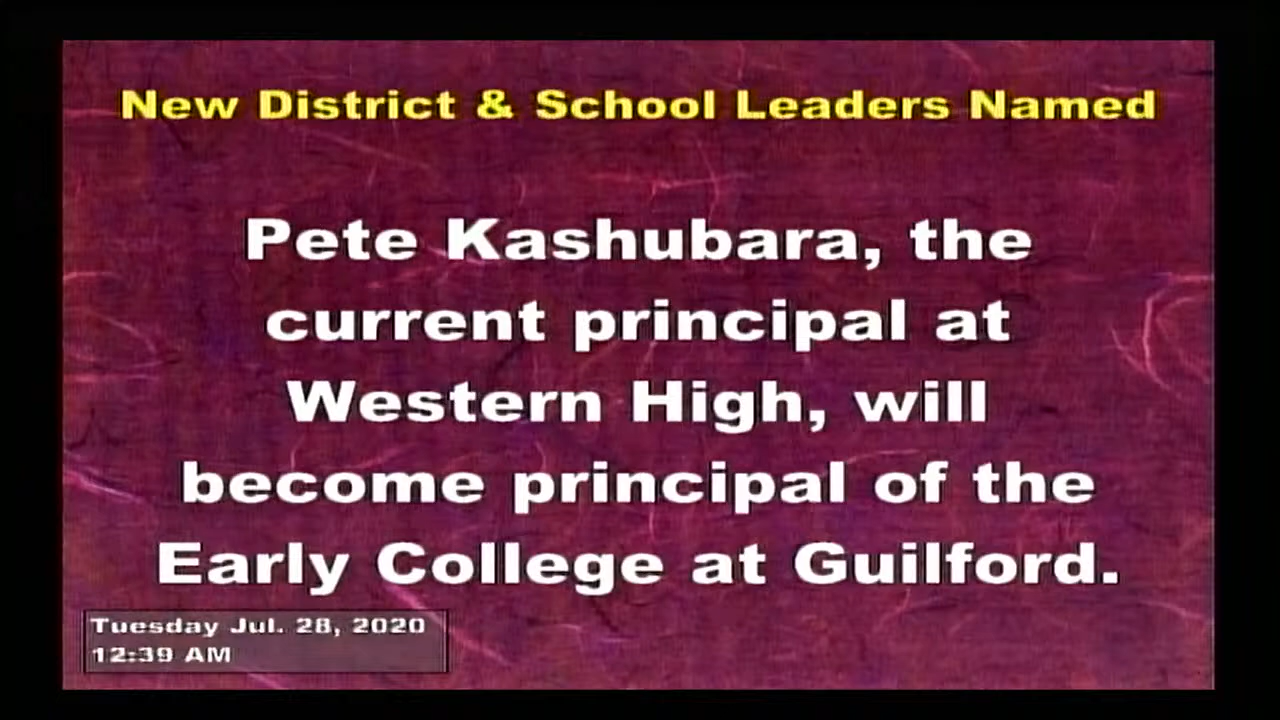 New District & School Leaders Named
Pete Kashubara, the
current principal at
Western High, will
become principal of the
Early College at Guilford.
Tuesday Jul. 28, 2020
12:39 AM